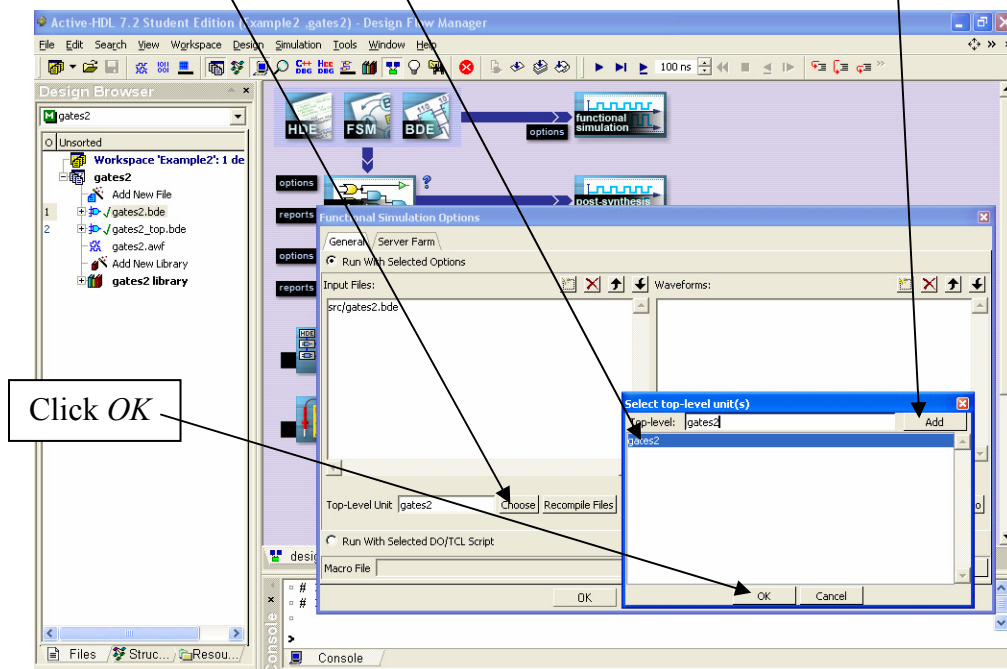 Active-HDL 7.2 Student Edition (Example2 ,gates2) - Design Flow Manager
File Edit Search View Workspace Design Simulation Tools Window Help
100 ns
Design Browser
gates2
Unsorted
Workspace 'Example2': 1 de
gates2
Add New File
1 gates2.bde
2 gates2_top.bde
gates2.awf
Add New Library
gates2 library
HDE FSM BDE
options
functional simulation
options
reports
post-synthesis
options
reports
Functional Simulation Options
General Server Farm
Run With Selected Options
Input Files:
Waveforms:
src/gates2.bde
Click OK
Select top-level unit(s)
Top-level: gates2 Add
gates2
Top-Level Unit gates2 Choose Recompile Files
Run With Selected DO/TCL Script
Macro File
OK
OK Cancel
Console
>
Files Struc... Resou...
Console